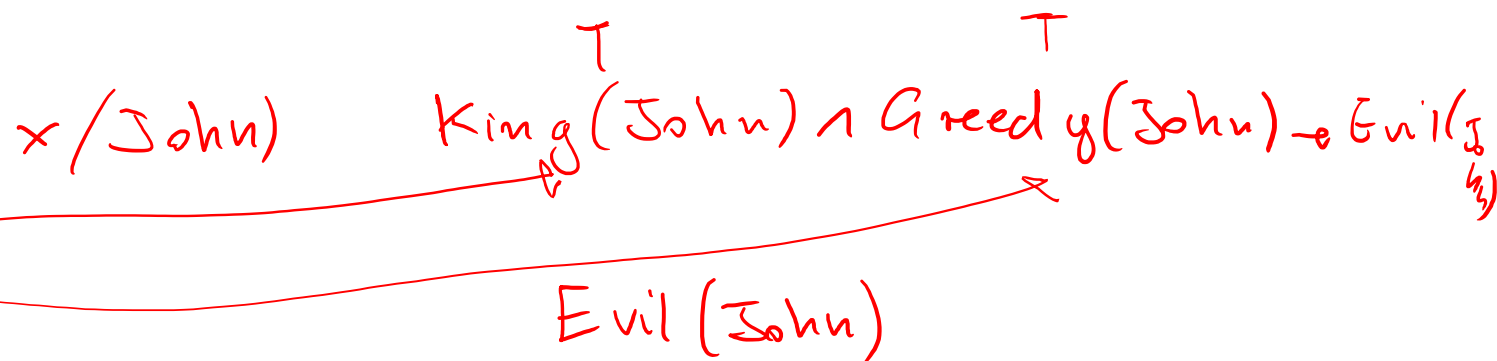 T T
x/John) King(John) ∧ Greedy(John) → Evil(John)
Evil(John)